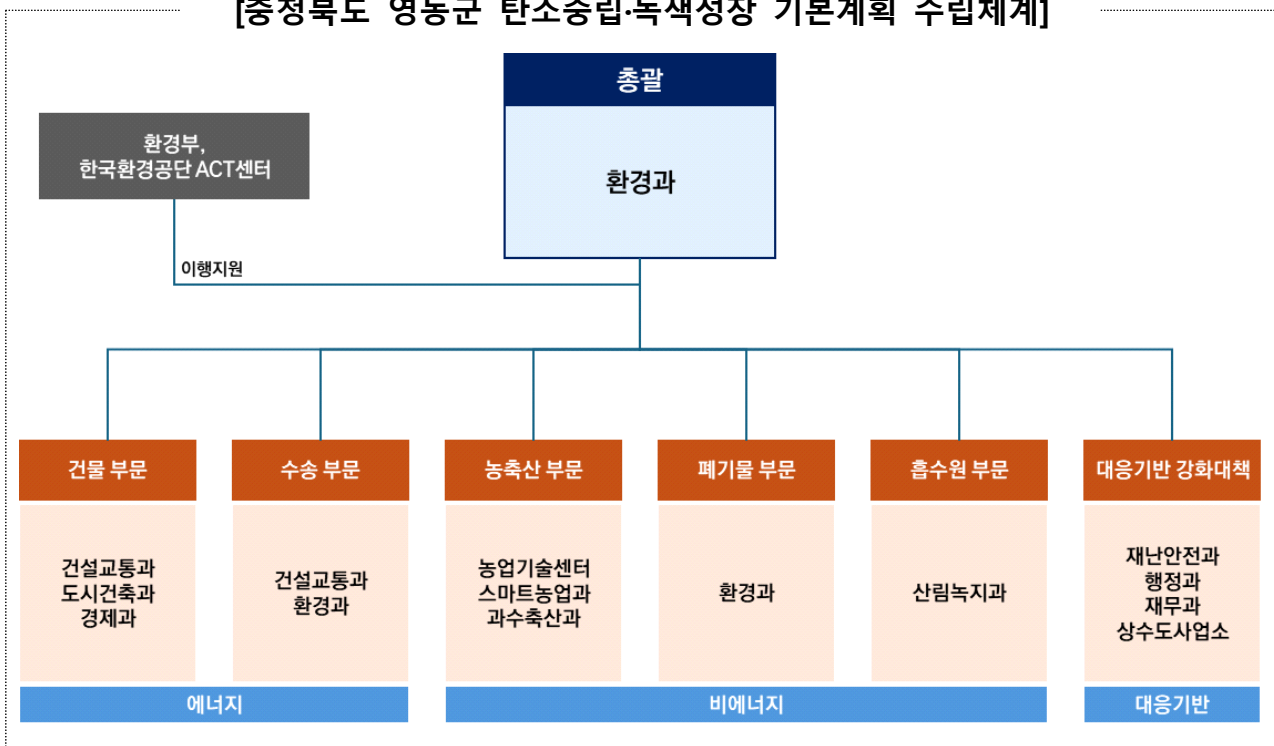 [충청북도 영동군 탄소중립·녹색성장 기본계획 수립체계]
총괄
환경과
환경부,
한국환경공단 ACT센터
이행지원
건물 부문
건설교통과
도시건축과
경제과
수송 부문
건설교통과
환경과
농축산 부문
농업기술센터
스마트농업과
과수축산과
폐기물 부문
환경과
흡수원 부문
산림녹지과
대응기반 강화대책
재난안전과
행정과
재무과
상수도사업소
에너지
비에너지
대응기반